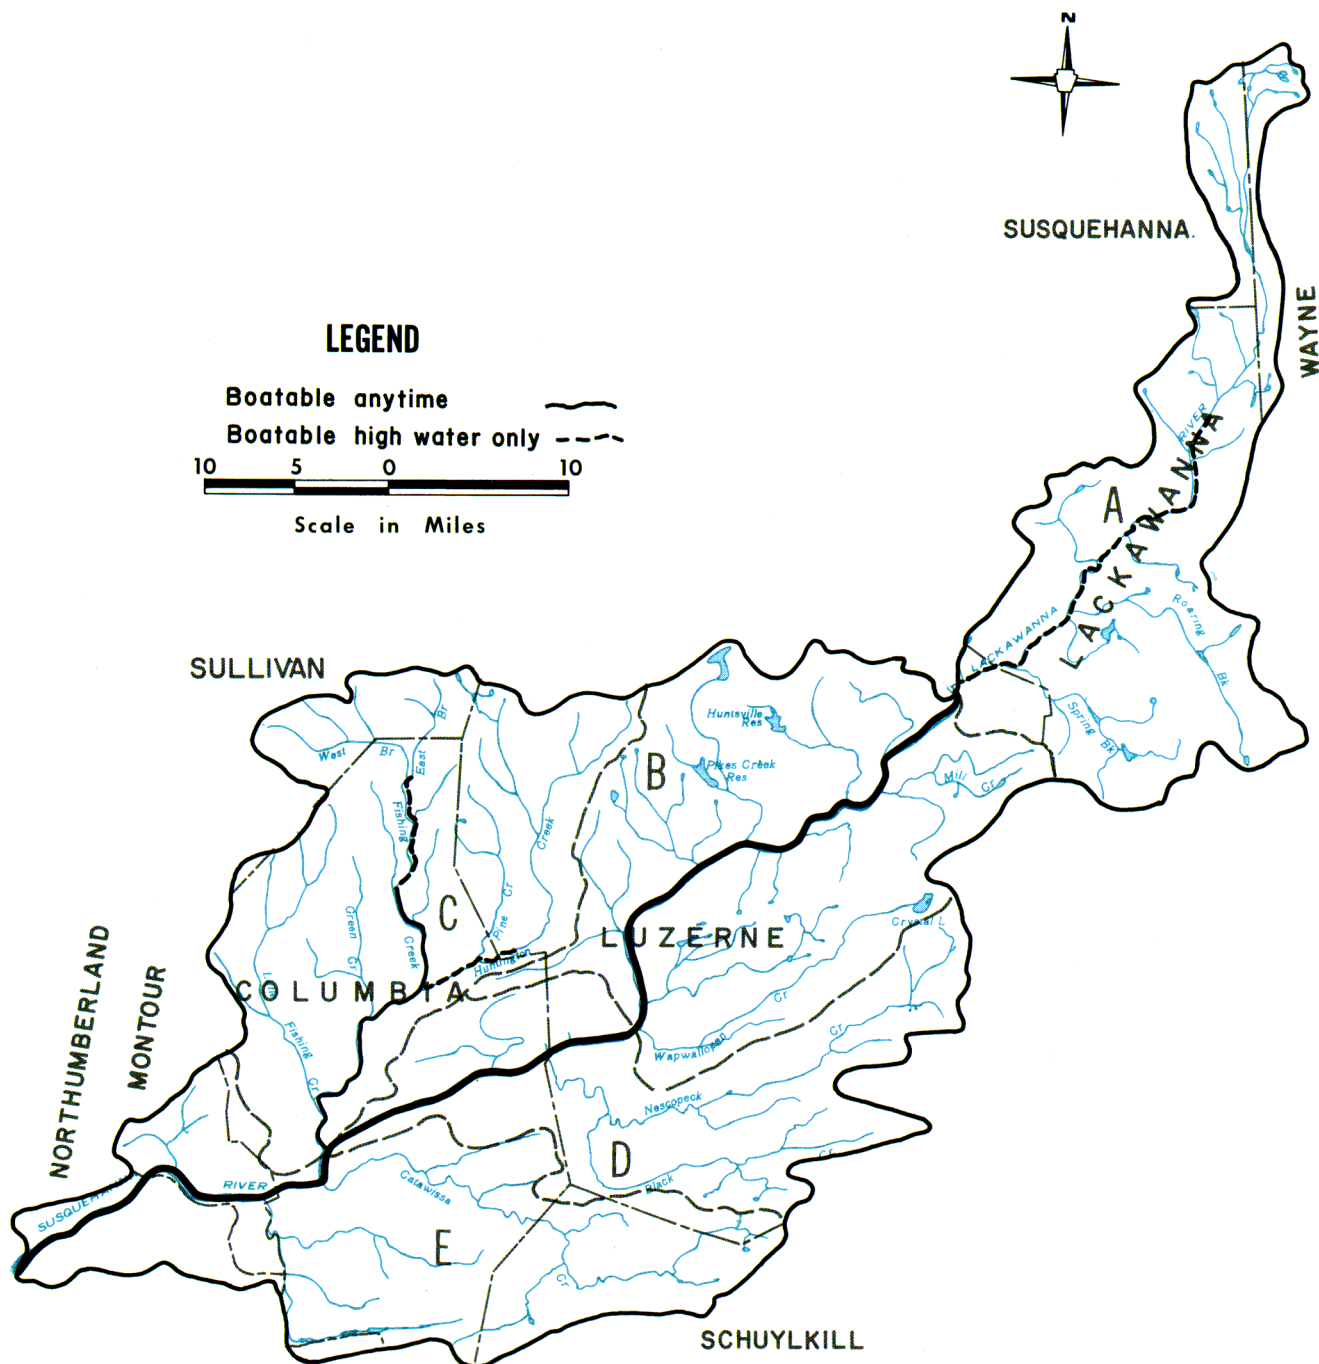 N
SUSQUEHANNA.
WAYNE
LEGEND
Boatable anytime
Boatable high water only
10 5 0 10
Scale in Miles
RIVER
LACKAWANNA
A
LACKAWANNA
Roaring
Bk
Spring
Bk
SULLIVAN
West
Br
East
Br
Huntsville
Res
Pikes Creek
Res
B
Mill
Cr
Fishing
Creek
Creek
Pine Cr
C
Green
Cr
Huntington
LUZERNE
Crystal L
COLUMBIA
Little
Fishing
Cr
NORTHUMBERLAND
MONTOUR
Wapwallopen
Cr
Nescopeck
Cr
D
Black
Cr
SUSQUEHANNA
RIVER
Catawissa
Cr
E
SCHUYLKILL